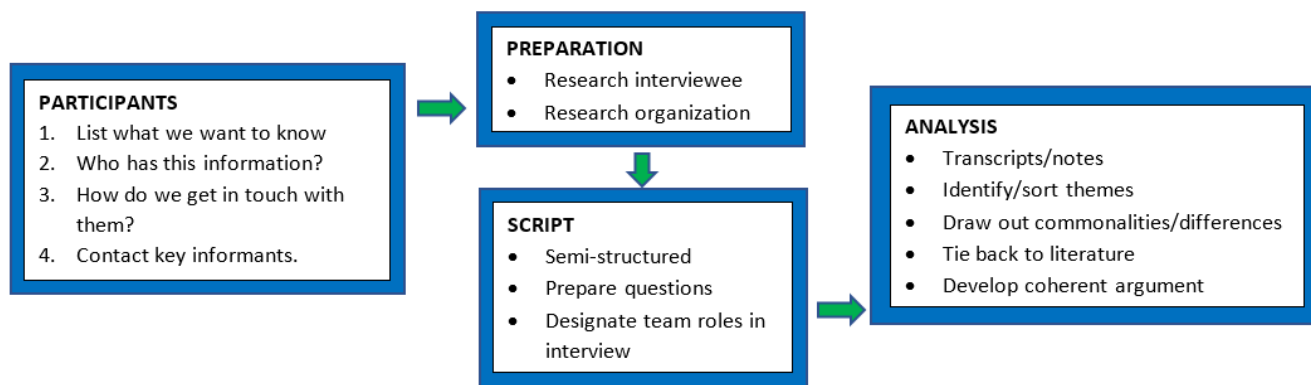 PARTICIPANTS
1. List what we want to know
2. Who has this information?
3. How do we get in touch with
them?
4. Contact key informants.
PREPARATION
• Research interviewee
• Research organization
SCRIPT
• Semi-structured
• Prepare questions
• Designate team roles in
interview
ANALYSIS
• Transcripts/notes
• Identify/sort themes
• Draw out commonalities/differences
• Tie back to literature
• Develop coherent argument